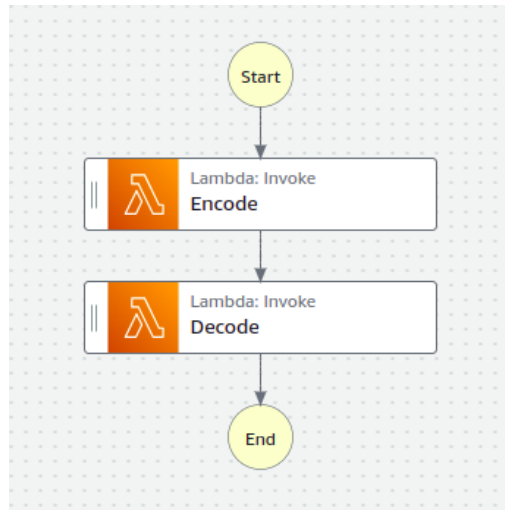 Start
Lambda: Invoke
Encode
Lambda: Invoke
Decode
End